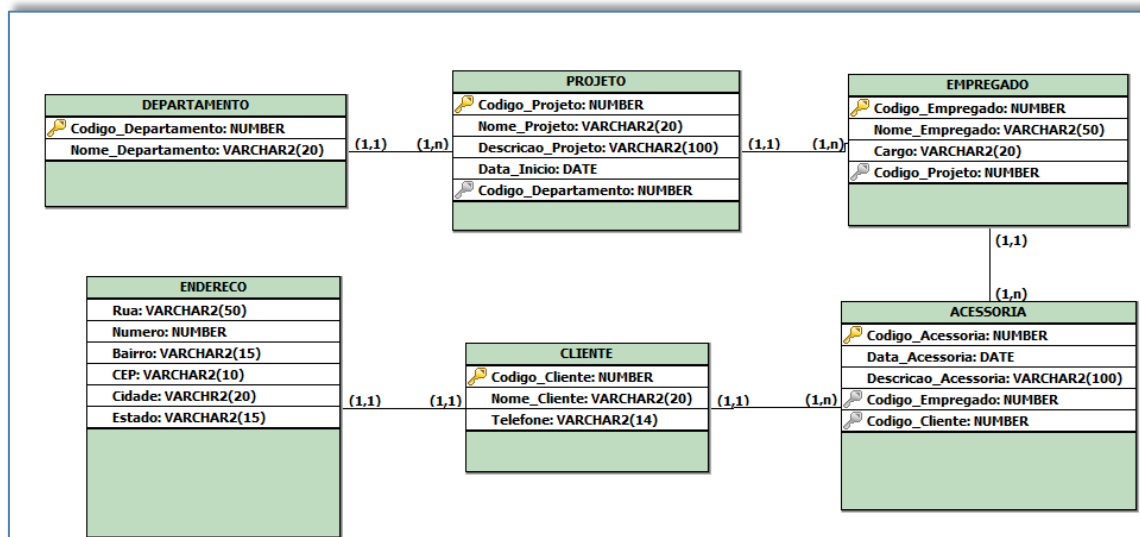 DEPARTAMENTO
Codigo_Departamento: NUMBER
Nome_Departamento: VARCHAR2(20)
(1,1)
(1,n)
PROJETO
Codigo_Projeto: NUMBER
Nome_Projeto: VARCHAR2(20)
Descricao_Projeto: VARCHAR2(100)
Data_Inicio: DATE
Codigo_Departamento: NUMBER
(1,1)
(1,n)
EMPREGADO
Codigo_Empregado: NUMBER
Nome_Empregado: VARCHAR2(50)
Cargo: VARCHAR2(20)
Codigo_Projeto: NUMBER
(1,1)
(1,n)
ENDERECO
Rua: VARCHAR2(50)
Numero: NUMBER
Bairro: VARCHAR2(15)
CEP: VARCHAR2(10)
Cidade: VARCHR2(20)
Estado: VARCHAR2(15)
(1,1)
(1,1)
CLIENTE
Codigo_Cliente: NUMBER
Nome_Cliente: VARCHAR2(20)
Telefone: VARCHAR2(14)
(1,1)
(1,n)
ACESSORIA
Codigo_Acessoria: NUMBER
Data_Acessoria: DATE
Descricao_Acessoria: VARCHAR2(100)
Codigo_Empregado: NUMBER
Codigo_Cliente: NUMBER